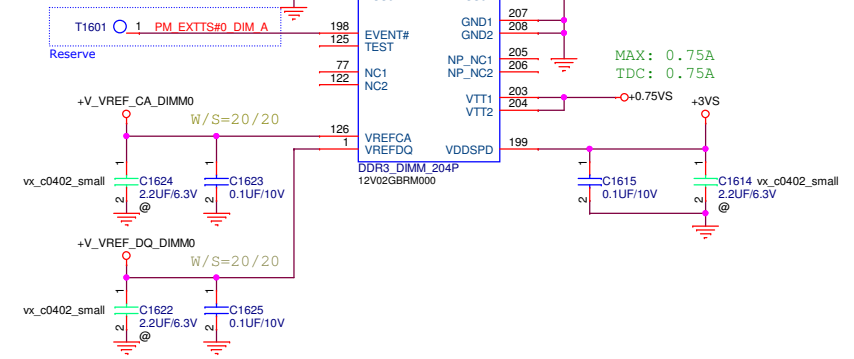 GND1 207
GND2 208
T1601 1 PM_EXTTS#0_DIM_A 198 EVENT#
125 TEST
Reserve
NP_NC1 205
NP_NC2 206
MAX: 0.75A
TDC: 0.75A
77 NC1
122 NC2
VTT1 203
VTT2 204
+0.75VS
+3VS
+V_VREF_CA_DIMM0
W/S=20/20
126 VREFCA
1 VREFDQ
VDDSPD 199
DDR3_DIMM_204P
12V02GBRM000
1
1
1
1
vx_c0402_small
C1624
2.2UF/6.3V
@
2
C1623
0.1UF/10V
2
C1615
0.1UF/10V
2
C1614
vx_c0402_small
2.2UF/6.3V
@
2
+V_VREF_DQ_DIMM0
W/S=20/20
1
1
vx_c0402_small
C1622
2.2UF/6.3V
@
2
C1625
0.1UF/10V
2